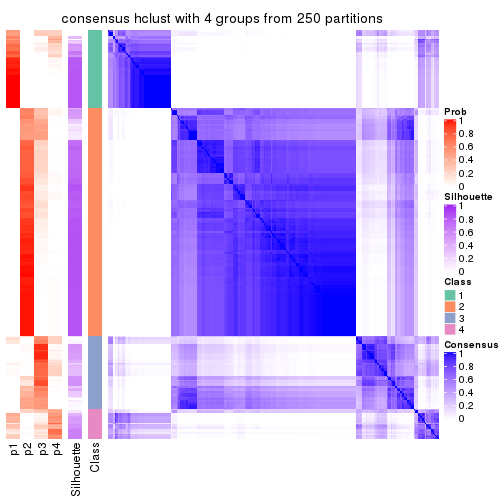 consensus hclust with 4 groups from 250 partitions
Prob
1
0.8
0.6
0.4
0.2
0
Silhouette
1
0.8
0.6
0.4
0.2
0
Class
1
2
3
4
Consensus
1
0.8
0.6
0.4
0.2
0
p1
p2
p3
p4
Silhouette
Class